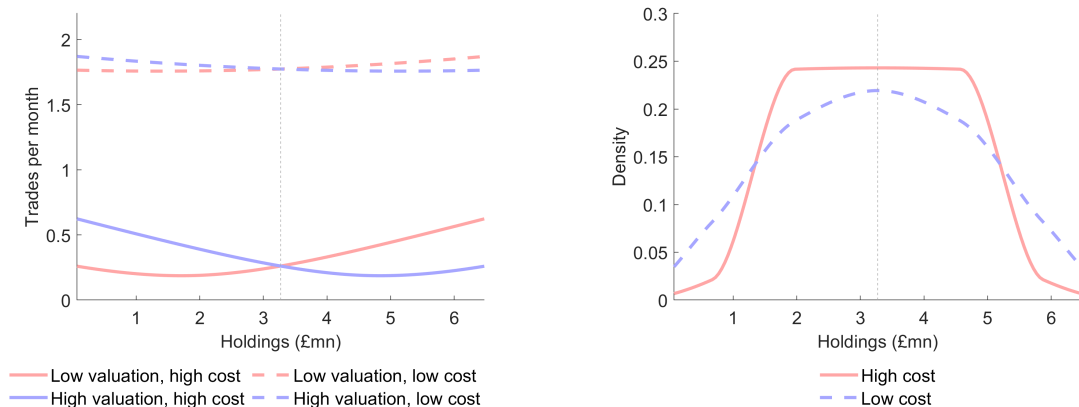 Trades per month
2
1.5
1
0.5
0
1 2 3 4 5 6
Holdings (£mn)
Low valuation, high cost Low valuation, low cost
High valuation, high cost High valuation, low cost
Density
0.3
0.25
0.2
0.15
0.1
0.05
0
1 2 3 4 5 6
Holdings (£mn)
High cost
Low cost